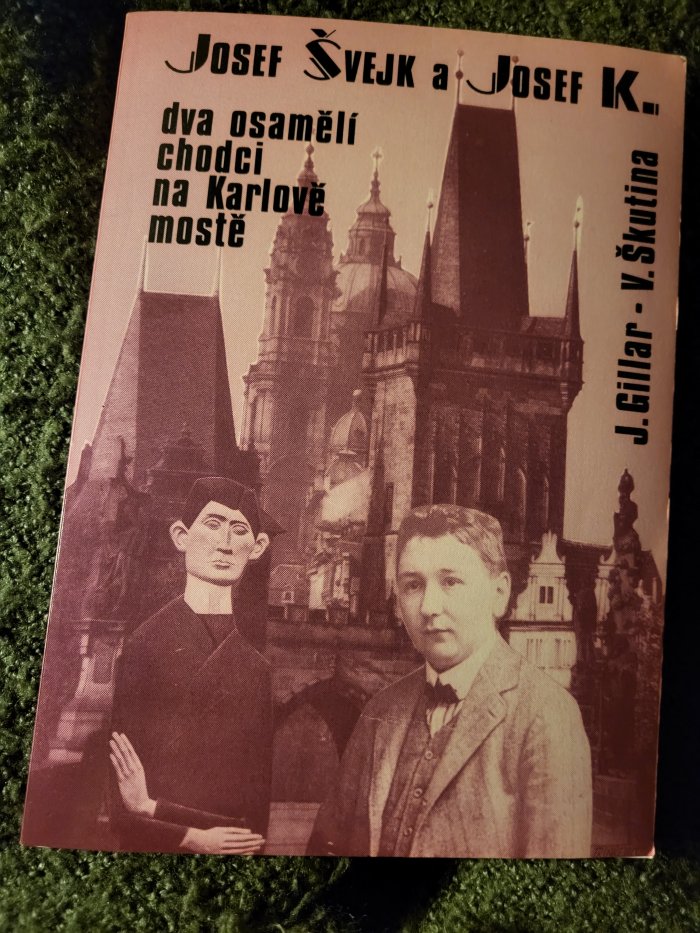 Josef Švejk a Josef K.
dva osamělí
chodci
na Karlově
mostě
J. Gillar - V. Škutina